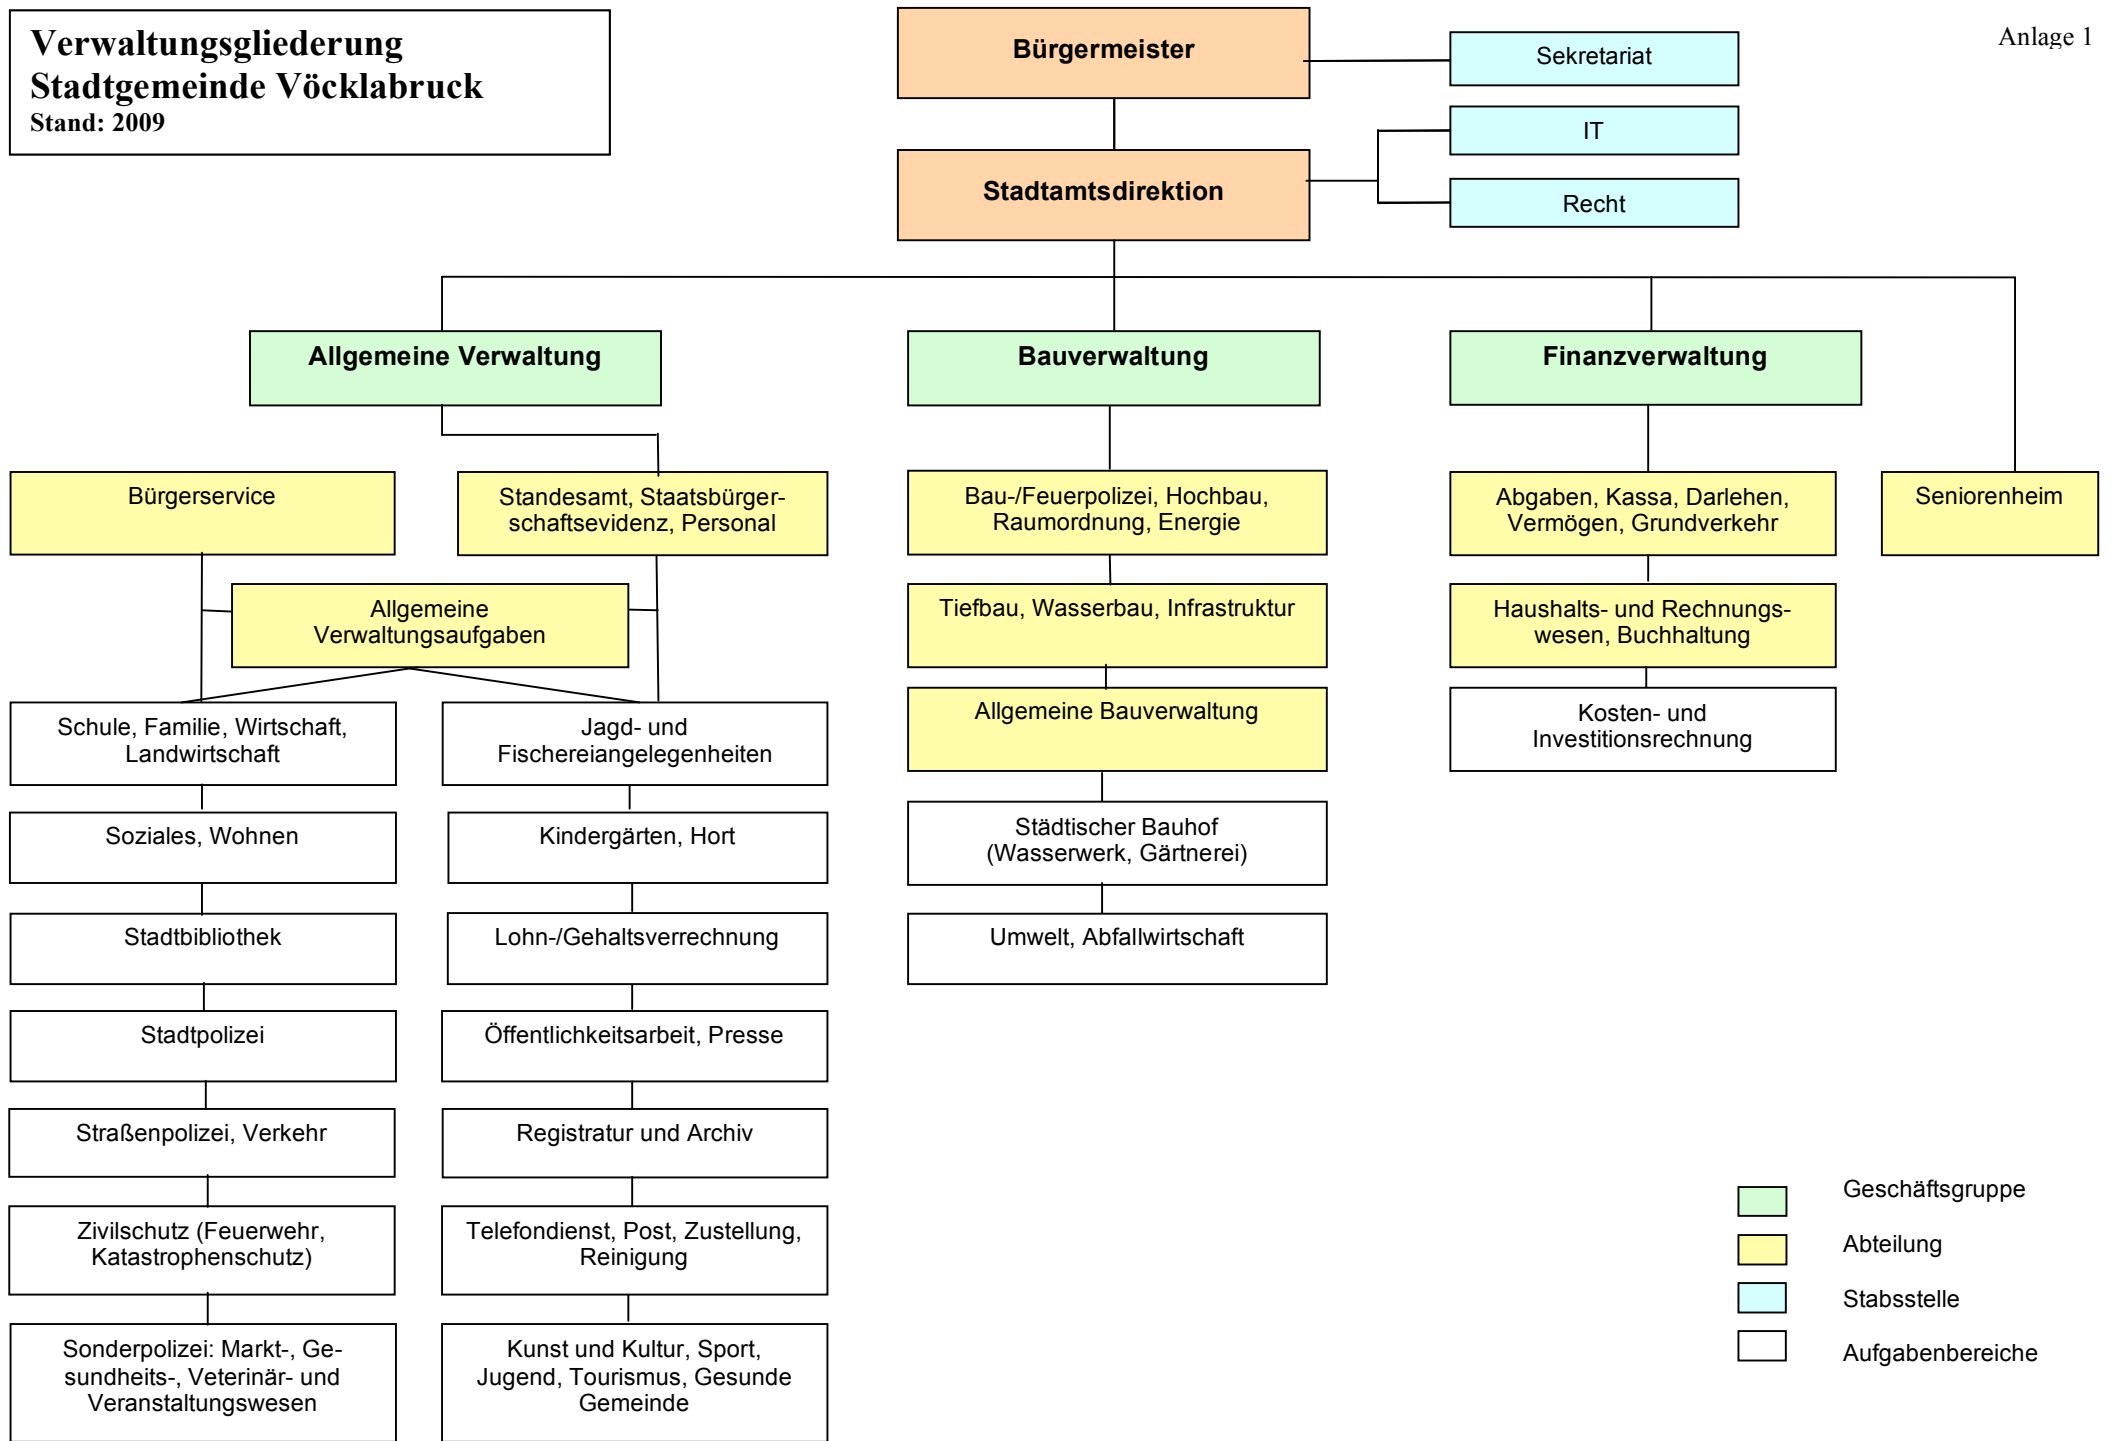 Verwaltungsgliederung
Stadtgemeinde Vöcklabruck
Stand: 2009
Anlage 1
Bürgermeister
Sekretariat
IT
Stadtamtsdirektion
Recht
Allgemeine Verwaltung
Bauverwaltung
Finanzverwaltung
Bürgerservice
Standesamt, Staatsbürger-
schaftsevidenz, Personal
Bau-/Feuerpolizei, Hochbau,
Raumordnung, Energie
Abgaben, Kassa, Darlehen,
Vermögen, Grundverkehr
Seniorenheim
Allgemeine
Verwaltungsaufgaben
Tiefbau, Wasserbau, Infrastruktur
Haushalts- und Rechnungs-
wesen, Buchhaltung
Schule, Familie, Wirtschaft,
Landwirtschaft
Jagd- und
Fischereiangelegenheiten
Allgemeine Bauverwaltung
Kosten- und
Investitionsrechnung
Soziales, Wohnen
Kindergärten, Hort
Städtischer Bauhof
(Wasserwerk, Gärtnerei)
Stadtbibliothek
Lohn-/Gehaltsverrechnung
Umwelt, Abfallwirtschaft
Stadtpolizei
Öffentlichkeitsarbeit, Presse
Straßenpolizei, Verkehr
Registratur und Archiv
Zivilschutz (Feuerwehr,
Katastrophenschutz)
Telefondienst, Post, Zustellung,
Reinigung
Sonderpolizei: Markt-, Ge-
sundheits-, Veterinär- und
Veranstaltungswesen
Kunst und Kultur, Sport,
Jugend, Tourismus, Gesunde
Gemeinde
Geschäftsgruppe
Abteilung
Stabsstelle
Aufgabenbereiche